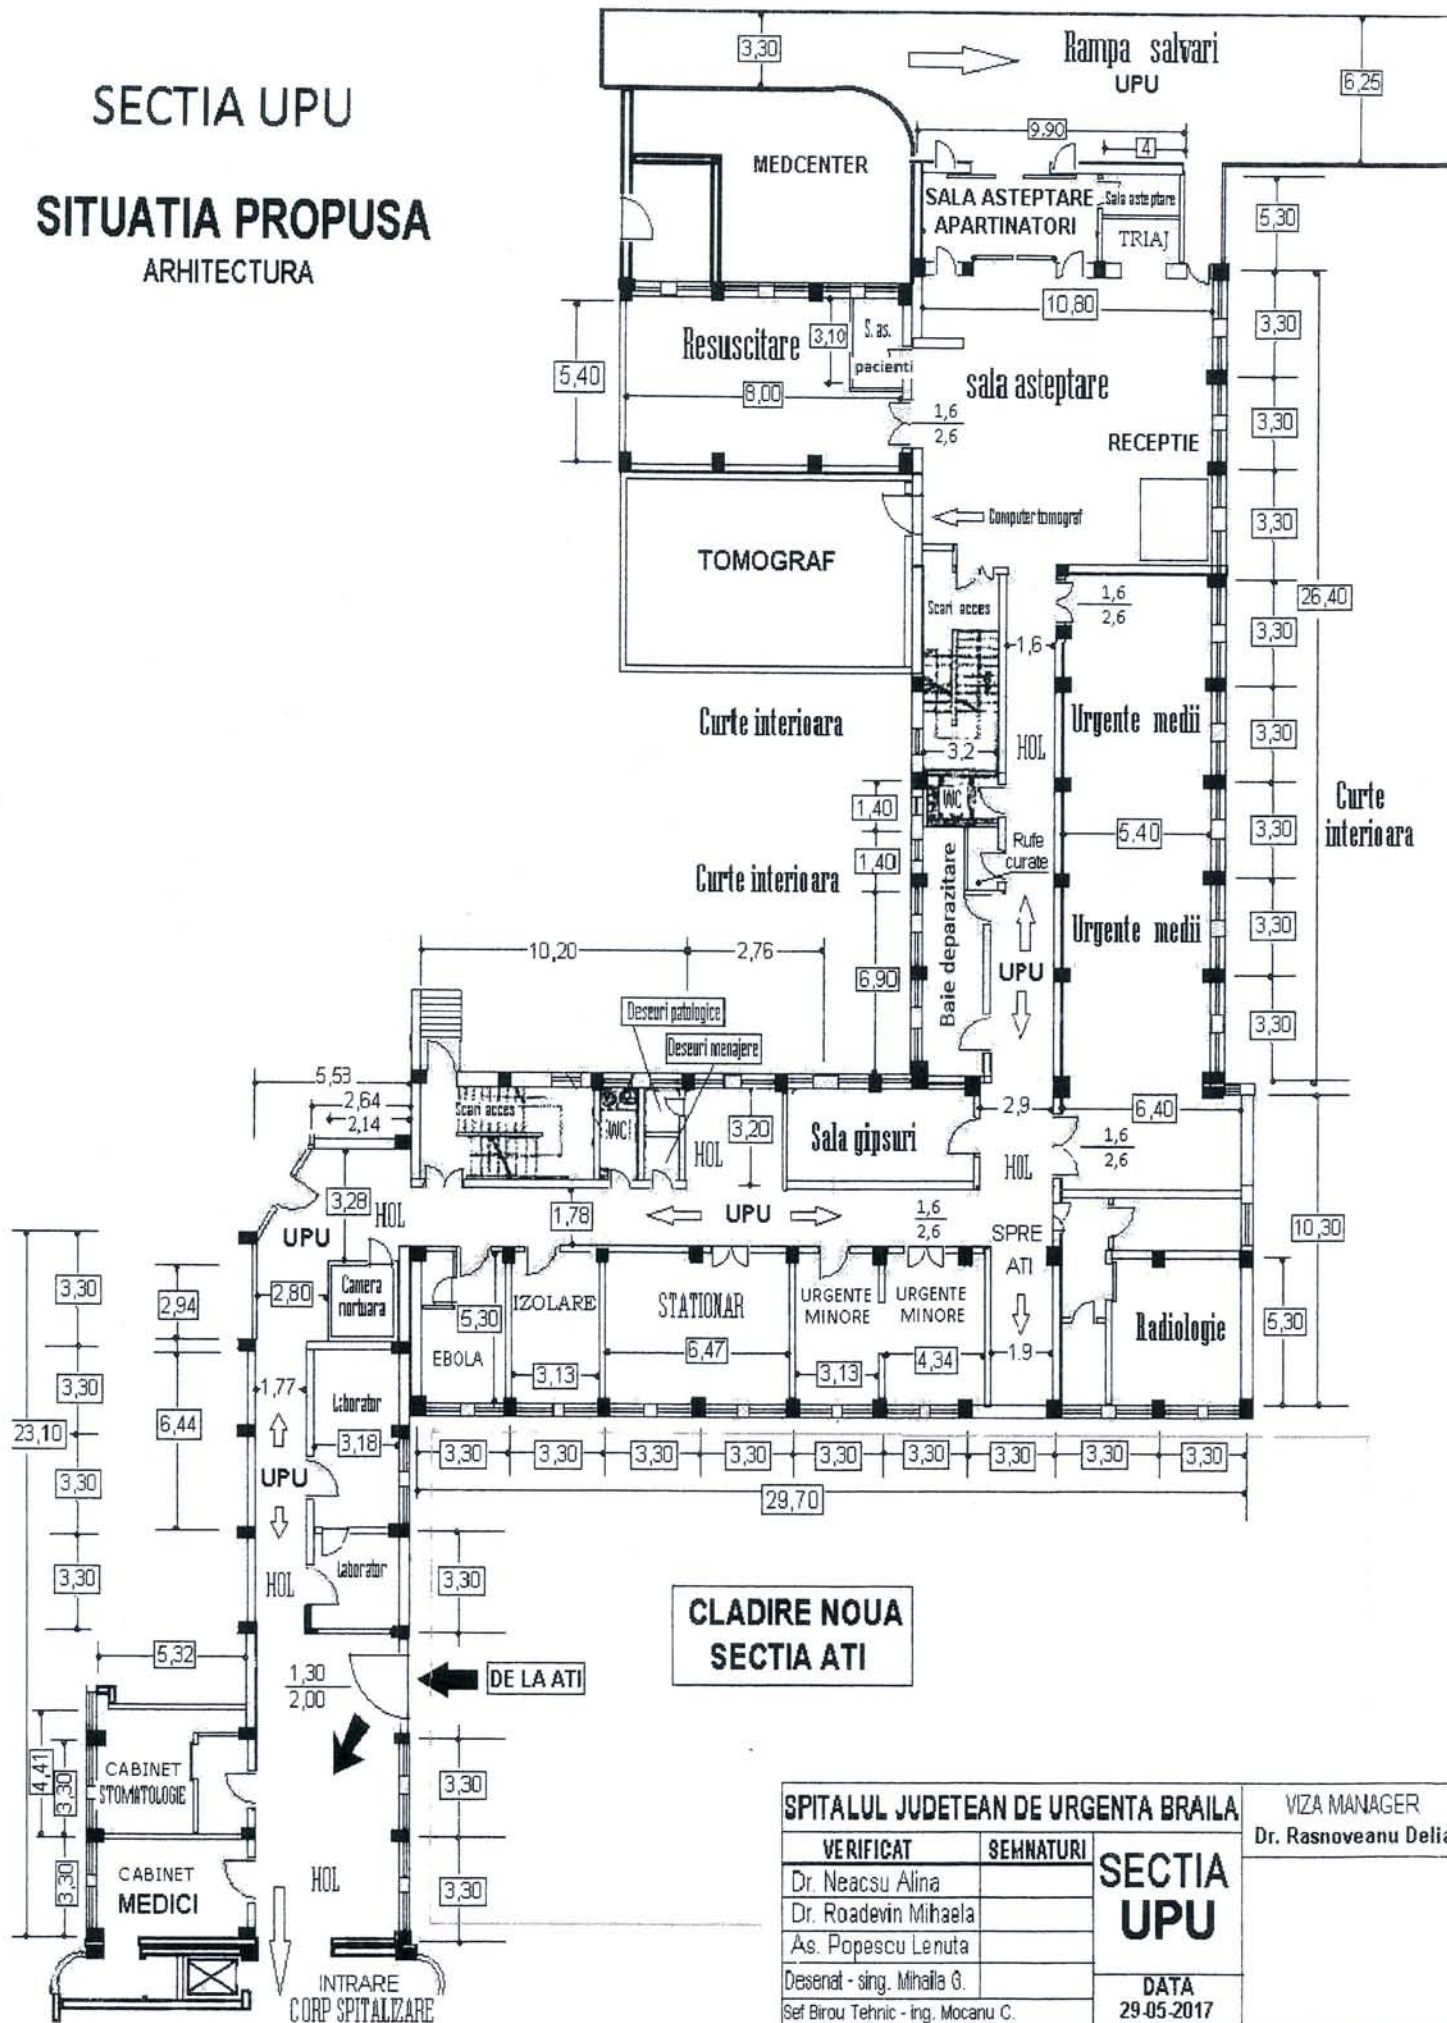 SECTIA UPU
SITUATIA PROPUSA
ARHITECTURA
3,30
Rampa salvari
UPU
6,25
9,90
4
MEDCENTER
SALA ASTEPTARE
APARTINATORI
Sala asteptare
TRIAJ
5,30
10,80
Resuscitare
3,10
S. as.
pacienti
5,40
8,00
sala asteptare
1,6
2,6
RECEPTIE
3,30
3,30
3,30
Computer tomograf
TOMOGRAF
Scari acces
1,6
1,6
2,6
26,40
3,30
Curte interioara
3,2
HOL
Urgente medii
3,30
WC
1,40
1,40
Rufe
curate
5,40
3,30
Curte
interioara
Curte interioara
Baie deparazitare
6,90
UPU
Urgente medii
3,30
3,30
10,20
2,76
Deseuri patologice
Deseuri menajere
5,53
2,64
2,14
Scari acces
WC
HOL
3,20
Sala gipsuri
2,9
HOL
6,40
1,6
2,6
3,28
HOL
UPU
1,78
UPU
1,6
2,6
SPRE
ATI
10,30
3,30
2,94
2,80
Camera
nortuara
EBOLA
5,30
IZOLARE
3,13
STATIONAR
6,47
URGENTE
MINORE
3,13
URGENTE
MINORE
4,34
1.9
Radiologie
5,30
3,30
6,44
1,77
Laborator
3,18
23,10
3,30
UPU
3,30 3,30 3,30 3,30 3,30 3,30 3,30 3,30 3,30
29,70
3,30
HOL
Laborator
3,30
CLADIRE NOUA
SECTIA ATI
5,32
1,30
2,00
DE LA ATI
4,41
3,30
CABINET
STOMATOLOGIE
3,30
3,30
CABINET
MEDICI
HOL
3,30
INTRARE
CORP SPITALIZARE
SPITALUL JUDETEAN DE URGENTA BRAILA
VIZA MANAGER
Dr. Rasnoveanu Delia
VERIFICAT
SEMNATURI
SECTIA
UPU
Dr. Neacsu Alina
Dr. Roadevin Mihaela
As. Popescu Lenuta
Desenat - sing. Mihaila G.
Sef Birou Tehnic - ing. Mocanu C.
DATA
29-05-2017